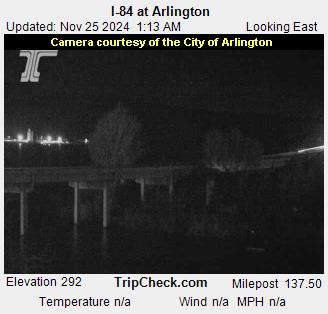 I-84 at Arlington
Updated: Nov 25 2024 1:13 AM Looking East
Camera courtesy of the City of Arlington
Elevation 292 TripCheck.com Milepost 137.50
Temperature n/a Wind n/a MPH n/a